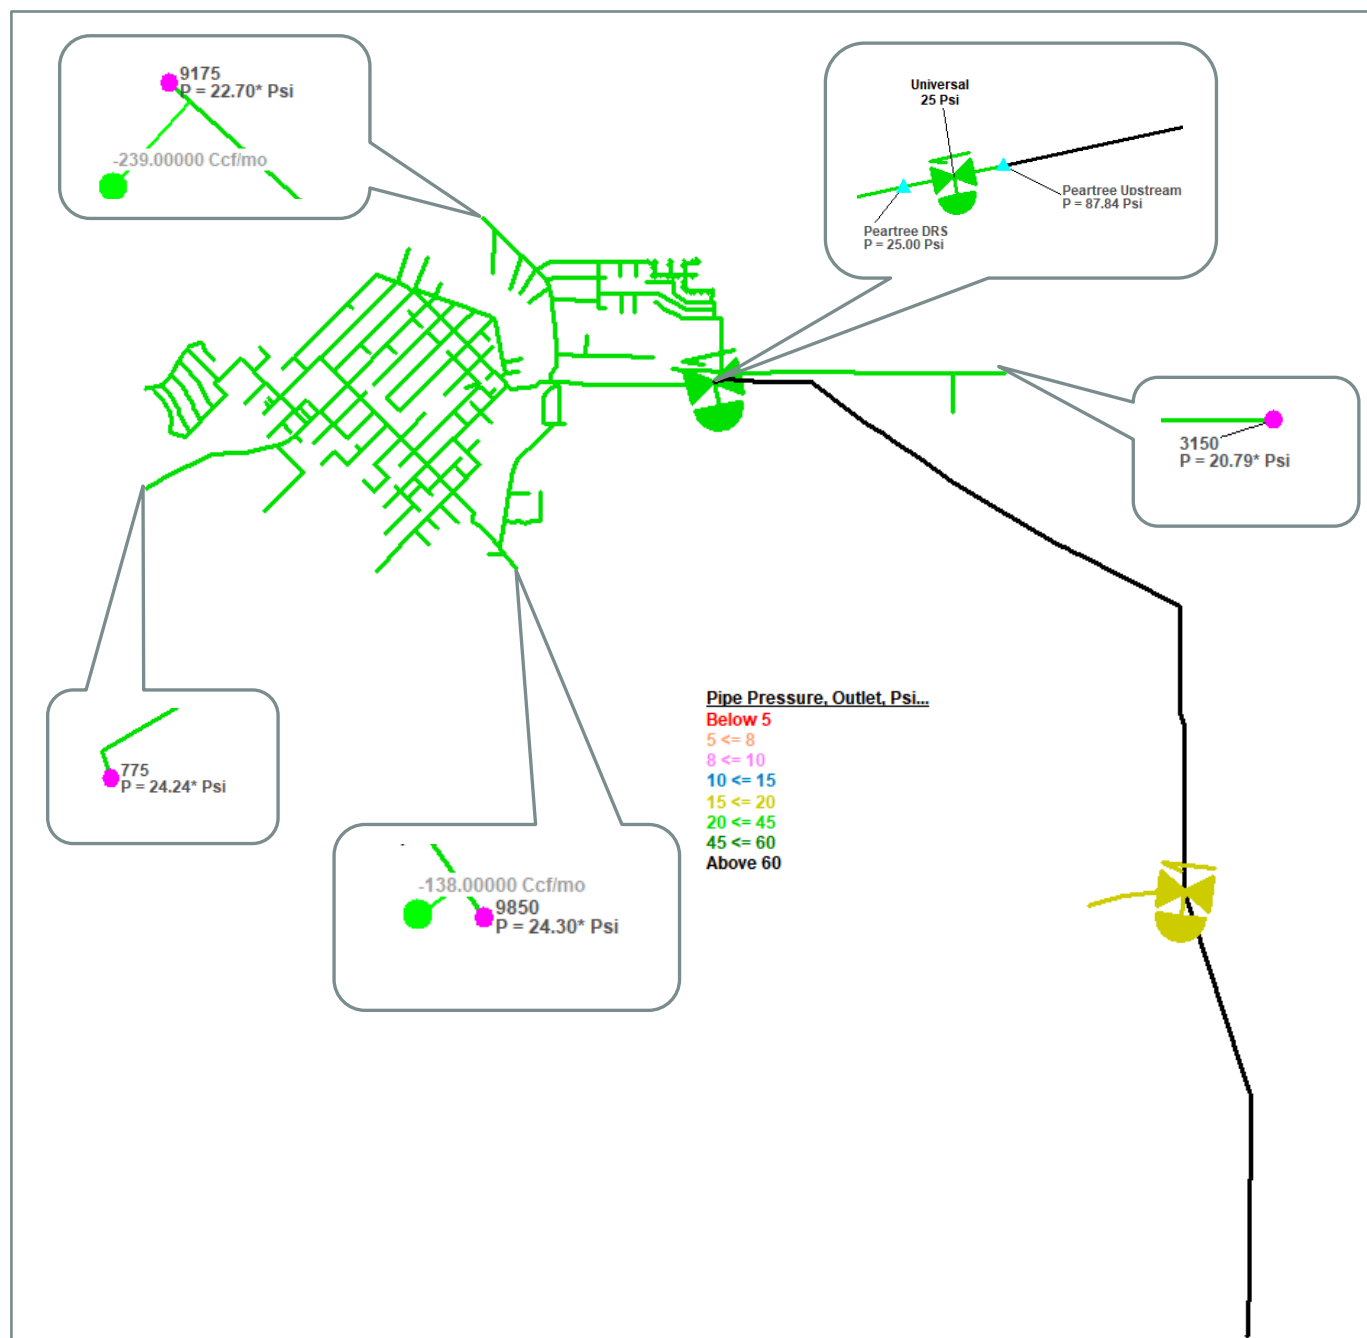 9175
P = 22.70* Psi
-239.00000 Ccf/mo
Universal
25 Psi
Peartree Upstream
P = 87.84 Psi
Peartree DRS
P = 25.00 Psi
3150
P = 20.79* Psi
775
P = 24.24* Psi
-138.00000 Ccf/mo
9850
P = 24.30* Psi
Pipe Pressure, Outlet, Psi...
Below 5
5 <= 8
8 <= 10
10 <= 15
15 <= 20
20 <= 45
45 <= 60
Above 60